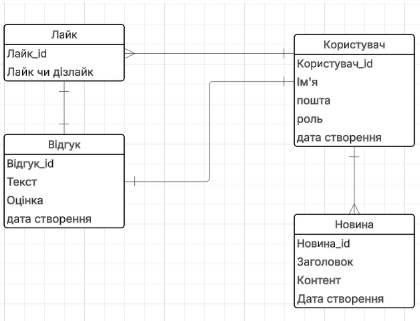 Лайк
Лайк_id
Лайк чи дізлайк
Користувач
Користувач_id
Ім'я
пошта
роль
дата створення
Відгук
Відгук_id
Текст
Оцінка
дата створення
Новина
Новина_id
Заголовок
Контент
Дата створення